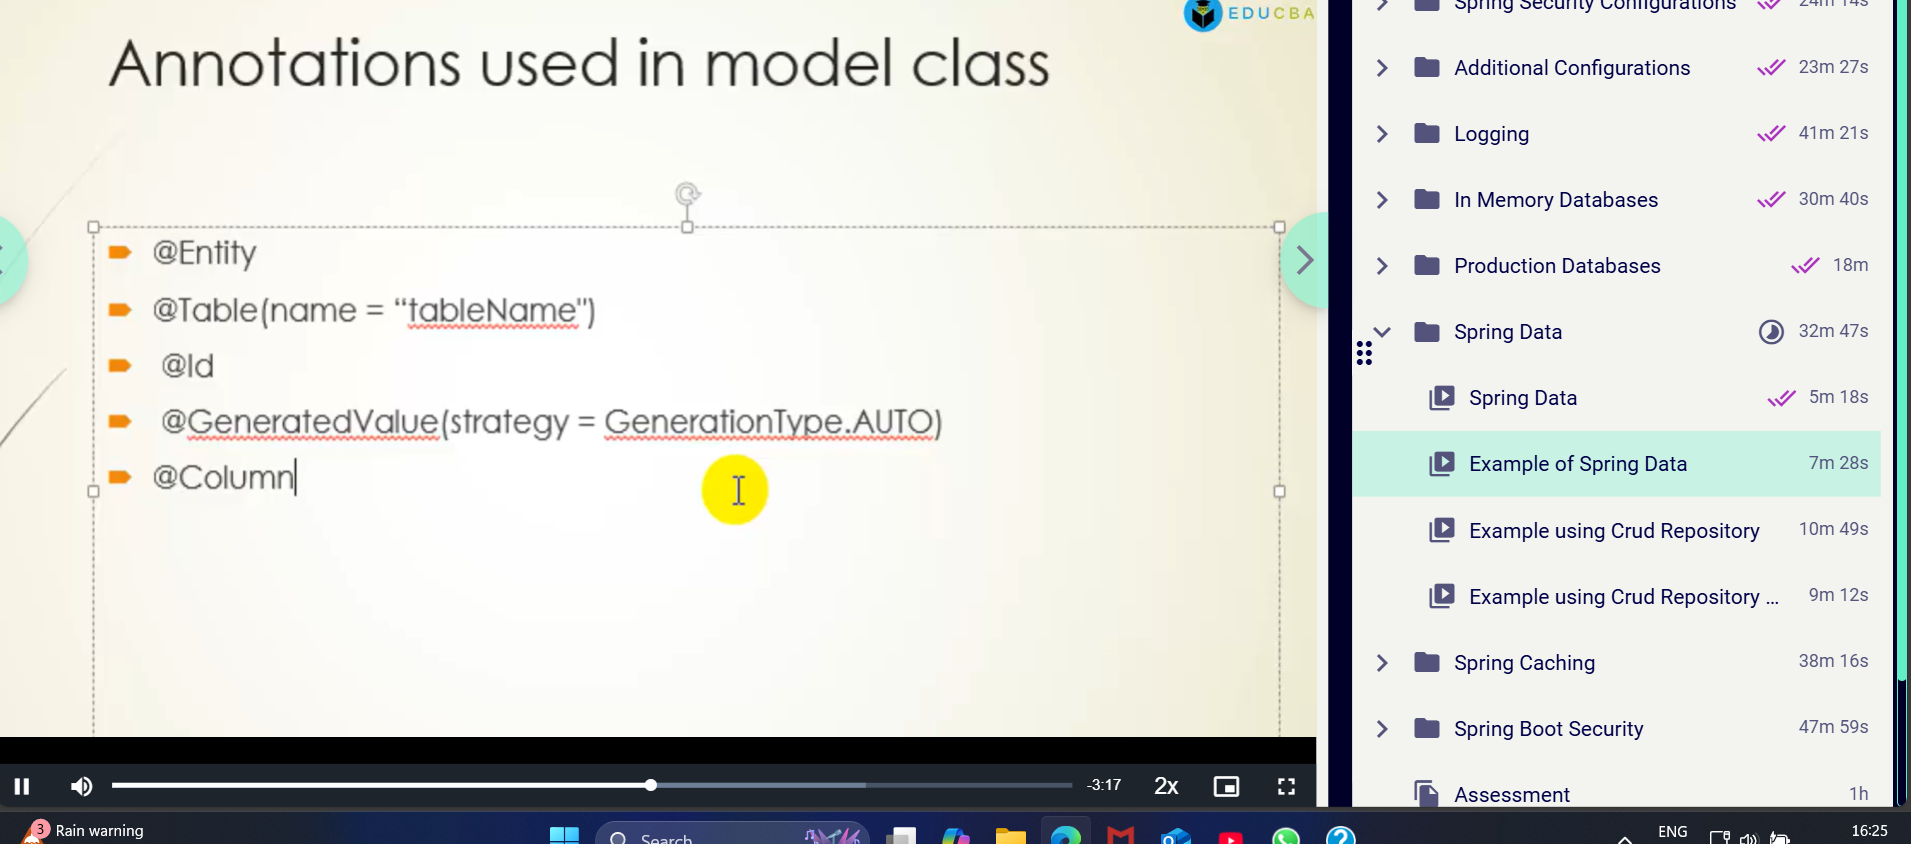 EDUCBA
Annotations used in model class
@Entity
@Table(name = “tableName")
@Id
@GeneratedValue(strategy = GenerationType.AUTO)
@Column
-3:17
2x
Spring Security Configurations 24m 14s
Additional Configurations 23m 27s
Logging 41m 21s
In Memory Databases 30m 40s
Production Databases 18m
Spring Data 32m 47s
Spring Data 5m 18s
Example of Spring Data 7m 28s
Example using Crud Repository 10m 49s
Example using Crud Repository ... 9m 12s
Spring Caching 38m 16s
Spring Boot Security 47m 59s
Assessment 1h
3 Rain warning
Search
ENG
16:25